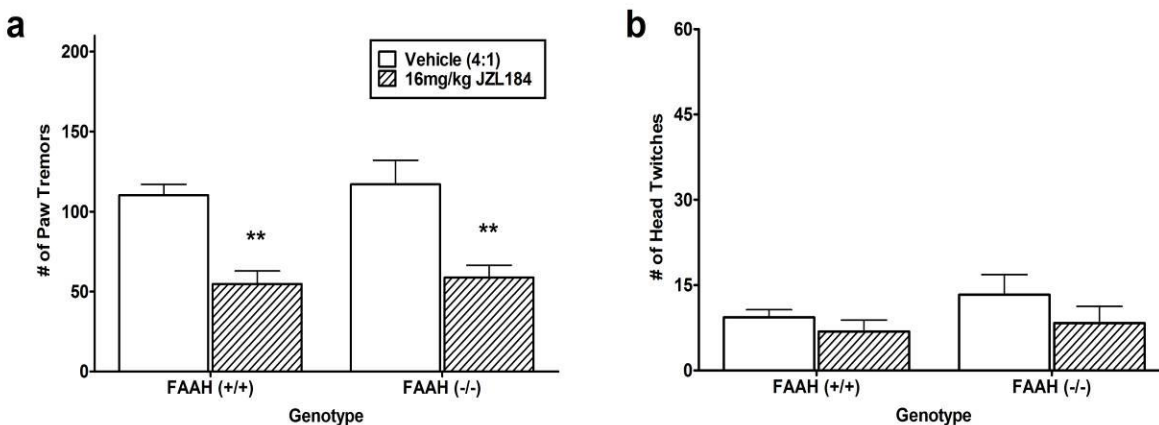 a
200
150
100
50
0
# of Paw Tremors
Vehicle (4:1)
16mg/kg JZL184
**
**
FAAH (+/+)
FAAH (-/-)
Genotype
b
60
45
30
15
0
# of Head Twitches
FAAH (+/+)
FAAH (-/-)
Genotype